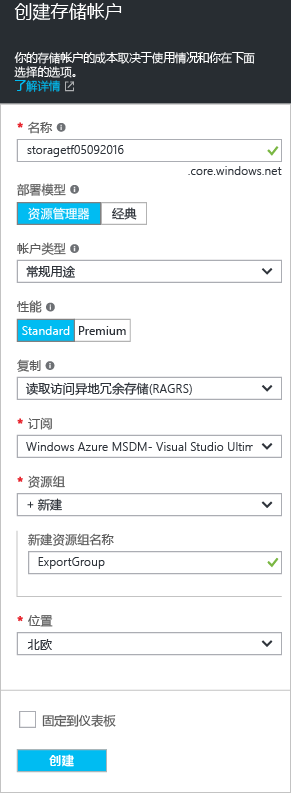 创建存储帐户
你的存储帐户的成本取决于使用情况和你在下面
选择的选项。
了解详情
* 名称
storagetf05092016
.core.windows.net
部署模型
资源管理器 经典
帐户类型
常规用途
性能
Standard Premium
复制
读取访问异地冗余存储(RAGRS)
* 订阅
Windows Azure MSDM- Visual Studio Ultim
* 资源组
+ 新建
新建资源组名称
ExportGroup
* 位置
北欧
固定到仪表板
创建